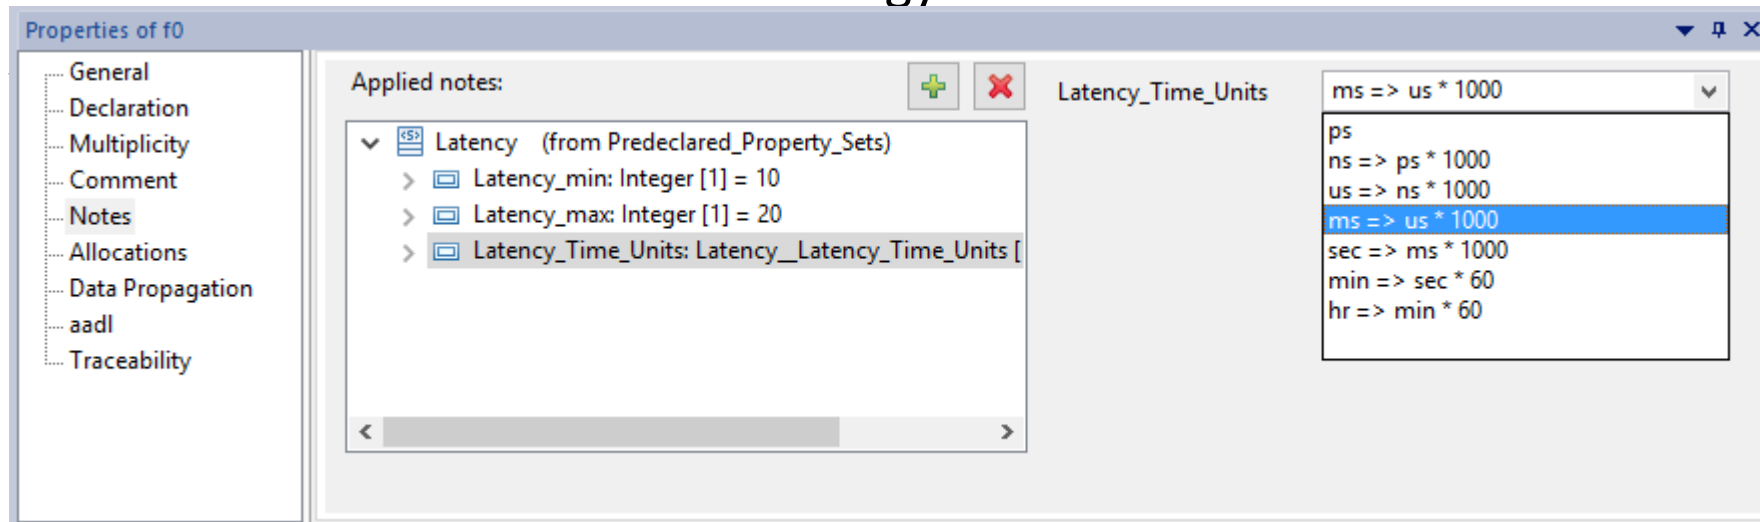 Properties of f0
General
Declaration
Multiplicity
Comment
Notes
Allocations
Data Propagation
aadl
Traceability
Applied notes:
<S>
Latency (from Predeclared_Property_Sets)
Latency_min: Integer [1] = 10
Latency_max: Integer [1] = 20
Latency_Time_Units: Latency__Latency_Time_Units [
Latency_Time_Units
ms => us * 1000
ps
ns => ps * 1000
us => ns * 1000
ms => us * 1000
sec => ms * 1000
min => sec * 60
hr => min * 60